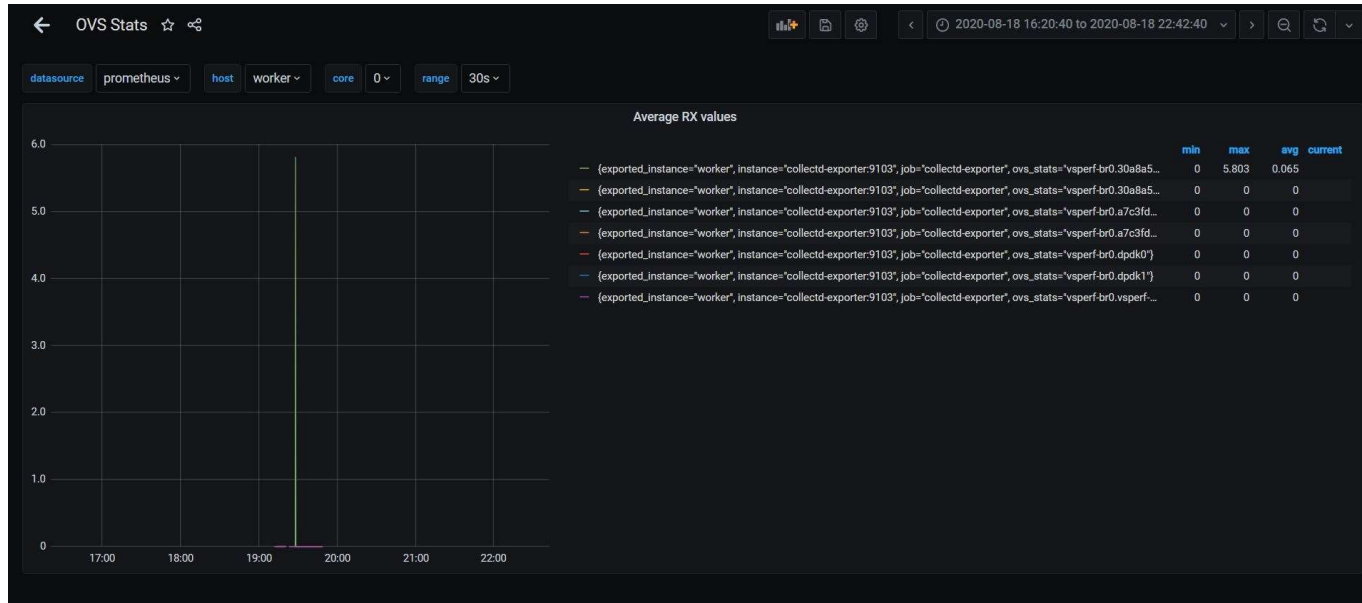 OVS Stats
2020-08-18 16:20:40 to 2020-08-18 22:42:40
datasource prometheus host worker core 0 range 30s
Average RX values
min max avg current
{exported_instance="worker", instance="collectd-exporter:9103", job="collectd-exporter", ovs_stats="vsperf-br0.30a8a5... 0 5.803 0.065
{exported_instance="worker", instance="collectd-exporter:9103", job="collectd-exporter", ovs_stats="vsperf-br0.30a8a5... 0 0 0
{exported_instance="worker", instance="collectd-exporter:9103", job="collectd-exporter", ovs_stats="vsperf-br0.a7c3fd... 0 0 0
{exported_instance="worker", instance="collectd-exporter:9103", job="collectd-exporter", ovs_stats="vsperf-br0.a7c3fd... 0 0 0
{exported_instance="worker", instance="collectd-exporter:9103", job="collectd-exporter", ovs_stats="vsperf-br0.dpdk0"} 0 0 0
{exported_instance="worker", instance="collectd-exporter:9103", job="collectd-exporter", ovs_stats="vsperf-br0.dpdk1"} 0 0 0
{exported_instance="worker", instance="collectd-exporter:9103", job="collectd-exporter", ovs_stats="vsperf-br0.vsperf-... 0 0 0
6.0
5.0
4.0
3.0
2.0
1.0
0
17:00 18:00 19:00 20:00 21:00 22:00